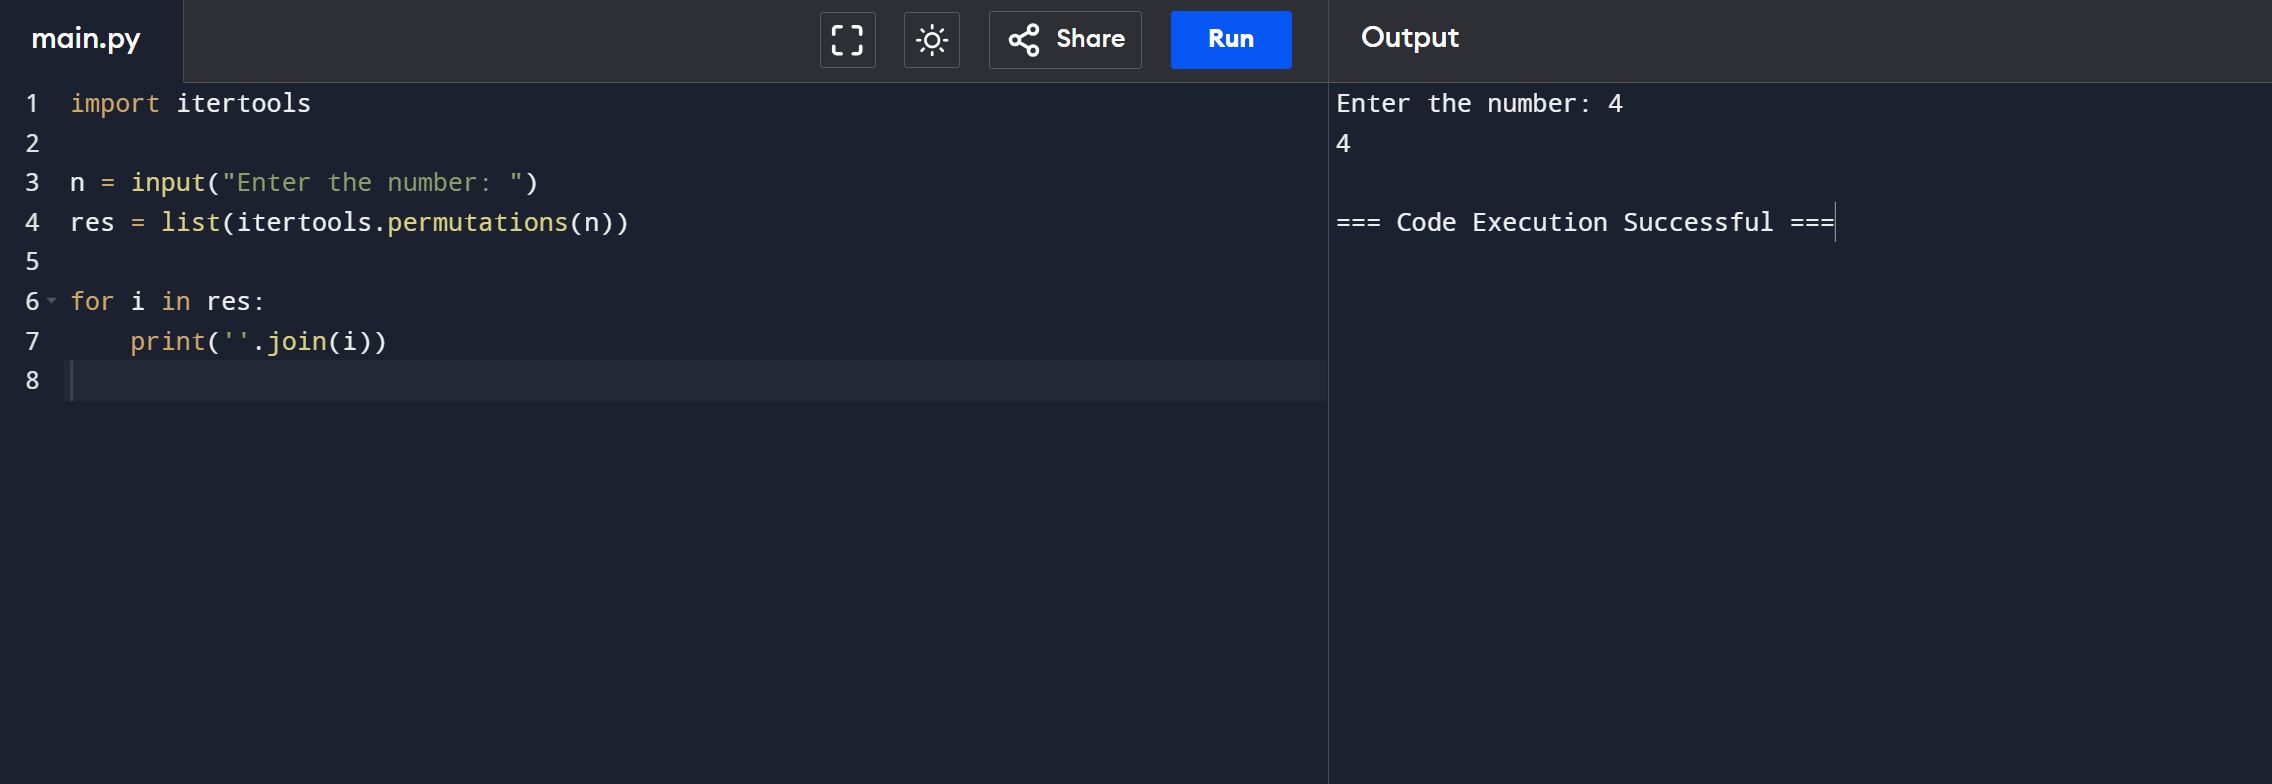 main.py
Share
Run
Output
1 import itertools
2
3 n = input("Enter the number: ")
4 res = list(itertools.permutations(n))
5
6 for i in res:
7     print(''.join(i))
8
Enter the number: 4
4
=== Code Execution Successful ===